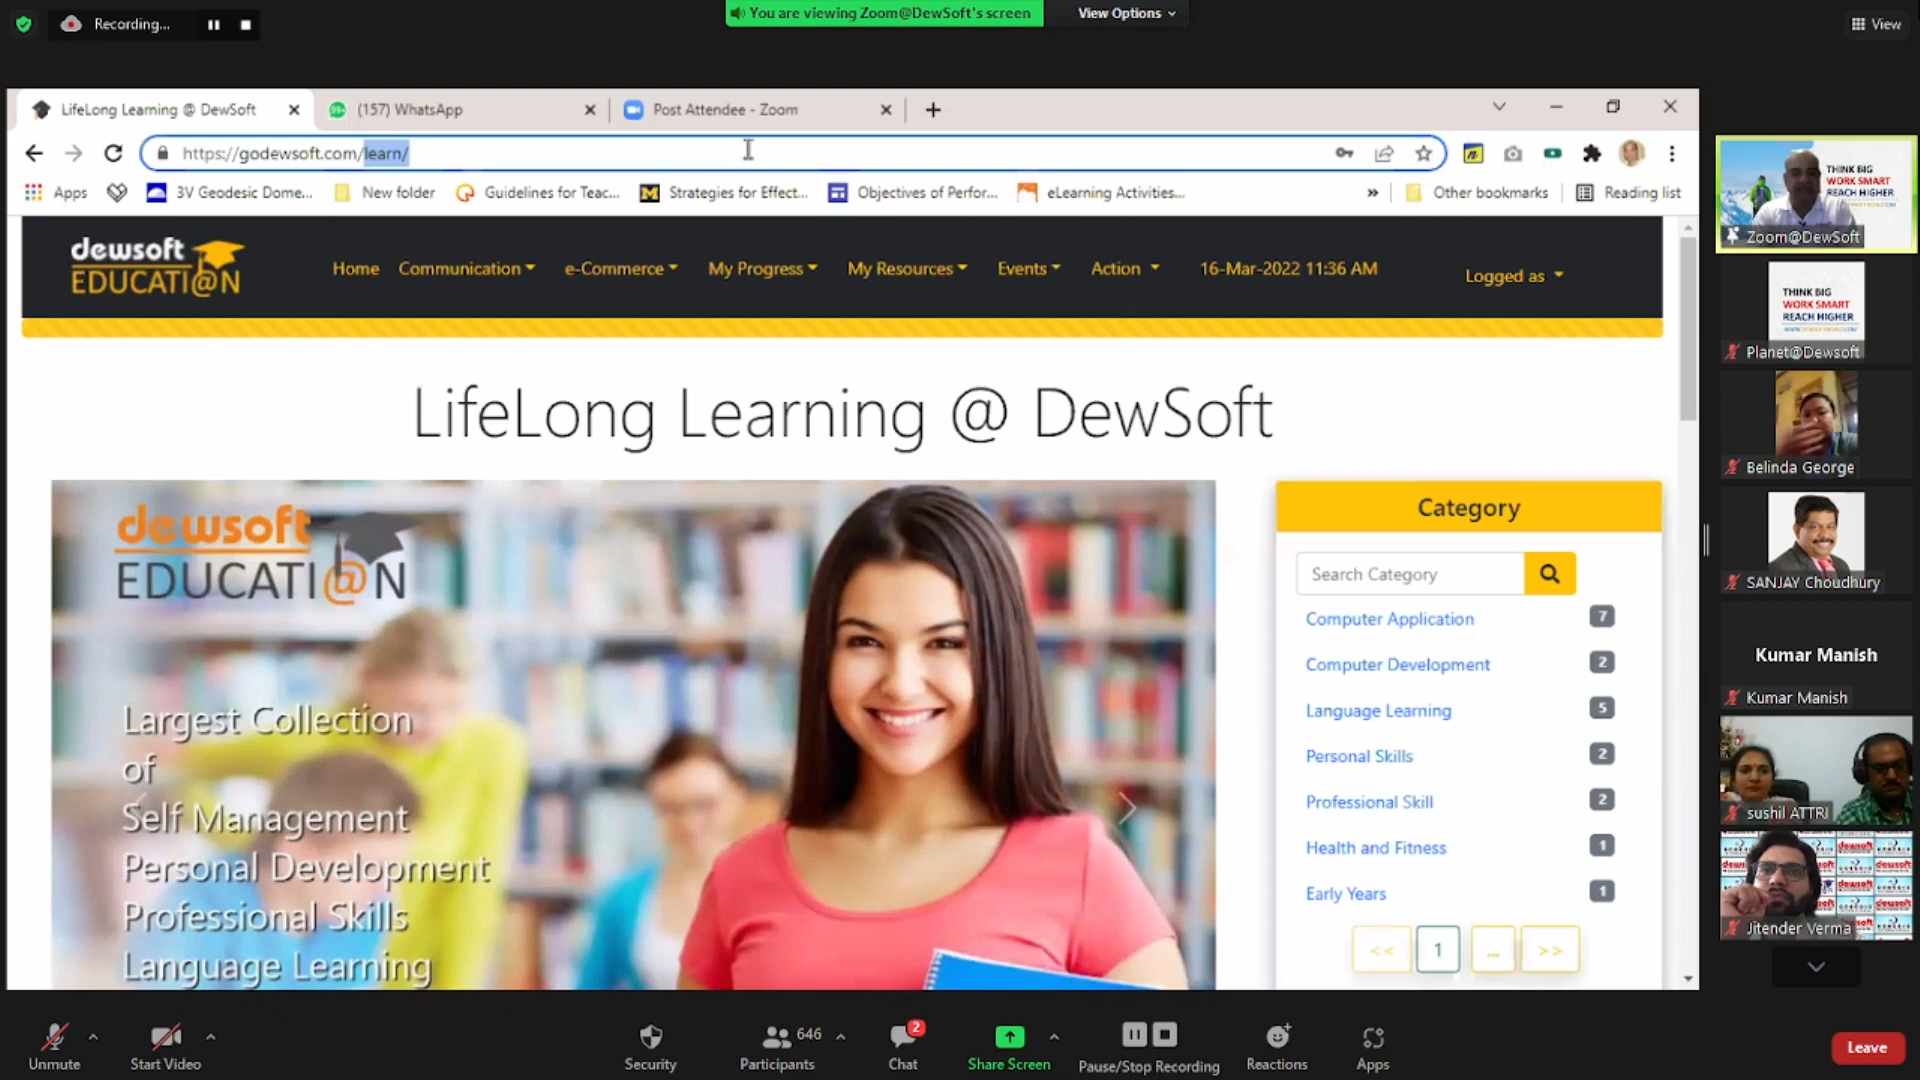 Recording...
You are viewing Zoom@DewSoft's screen
View Options
View
LifeLong Learning @ DewSoft
(157) WhatsApp
Post Attendee - Zoom
https://godewsoft.com/learn/
Apps
3V Geodesic Dome...
New folder
Guidelines for Teac...
Strategies for Effect...
Objectives of Perfor...
eLearning Activities...
»
Other bookmarks
Reading list
dewsoft
EDUCATI@N
Home
Communication
e-Commerce
My Progress
My Resources
Events
Action
16-Mar-2022 11:36 AM
Logged as
LifeLong Learning @ DewSoft
dewsoft
EDUCATI@N
Largest Collection
of
Self Management
Personal Development
Professional Skills
Language Learning
Category
Search Category
Computer Application 7
Computer Development 2
Language Learning 5
Personal Skills 2
Professional Skill 2
Health and Fitness 1
Early Years 1
<< 1 ... >>
THINK BIG
WORK SMART
REACH HIGHER
Zoom@DewSoft
THINK BIG
WORK SMART
REACH HIGHER
Planet@Dewsoft
Belinda George
SANJAY Choudhury
Kumar Manish
Kumar Manish
sushil ATTRI
Jitender Verma
Unmute
Start Video
Security
646
Participants
2
Chat
Share Screen
Pause/Stop Recording
Reactions
Apps
Leave